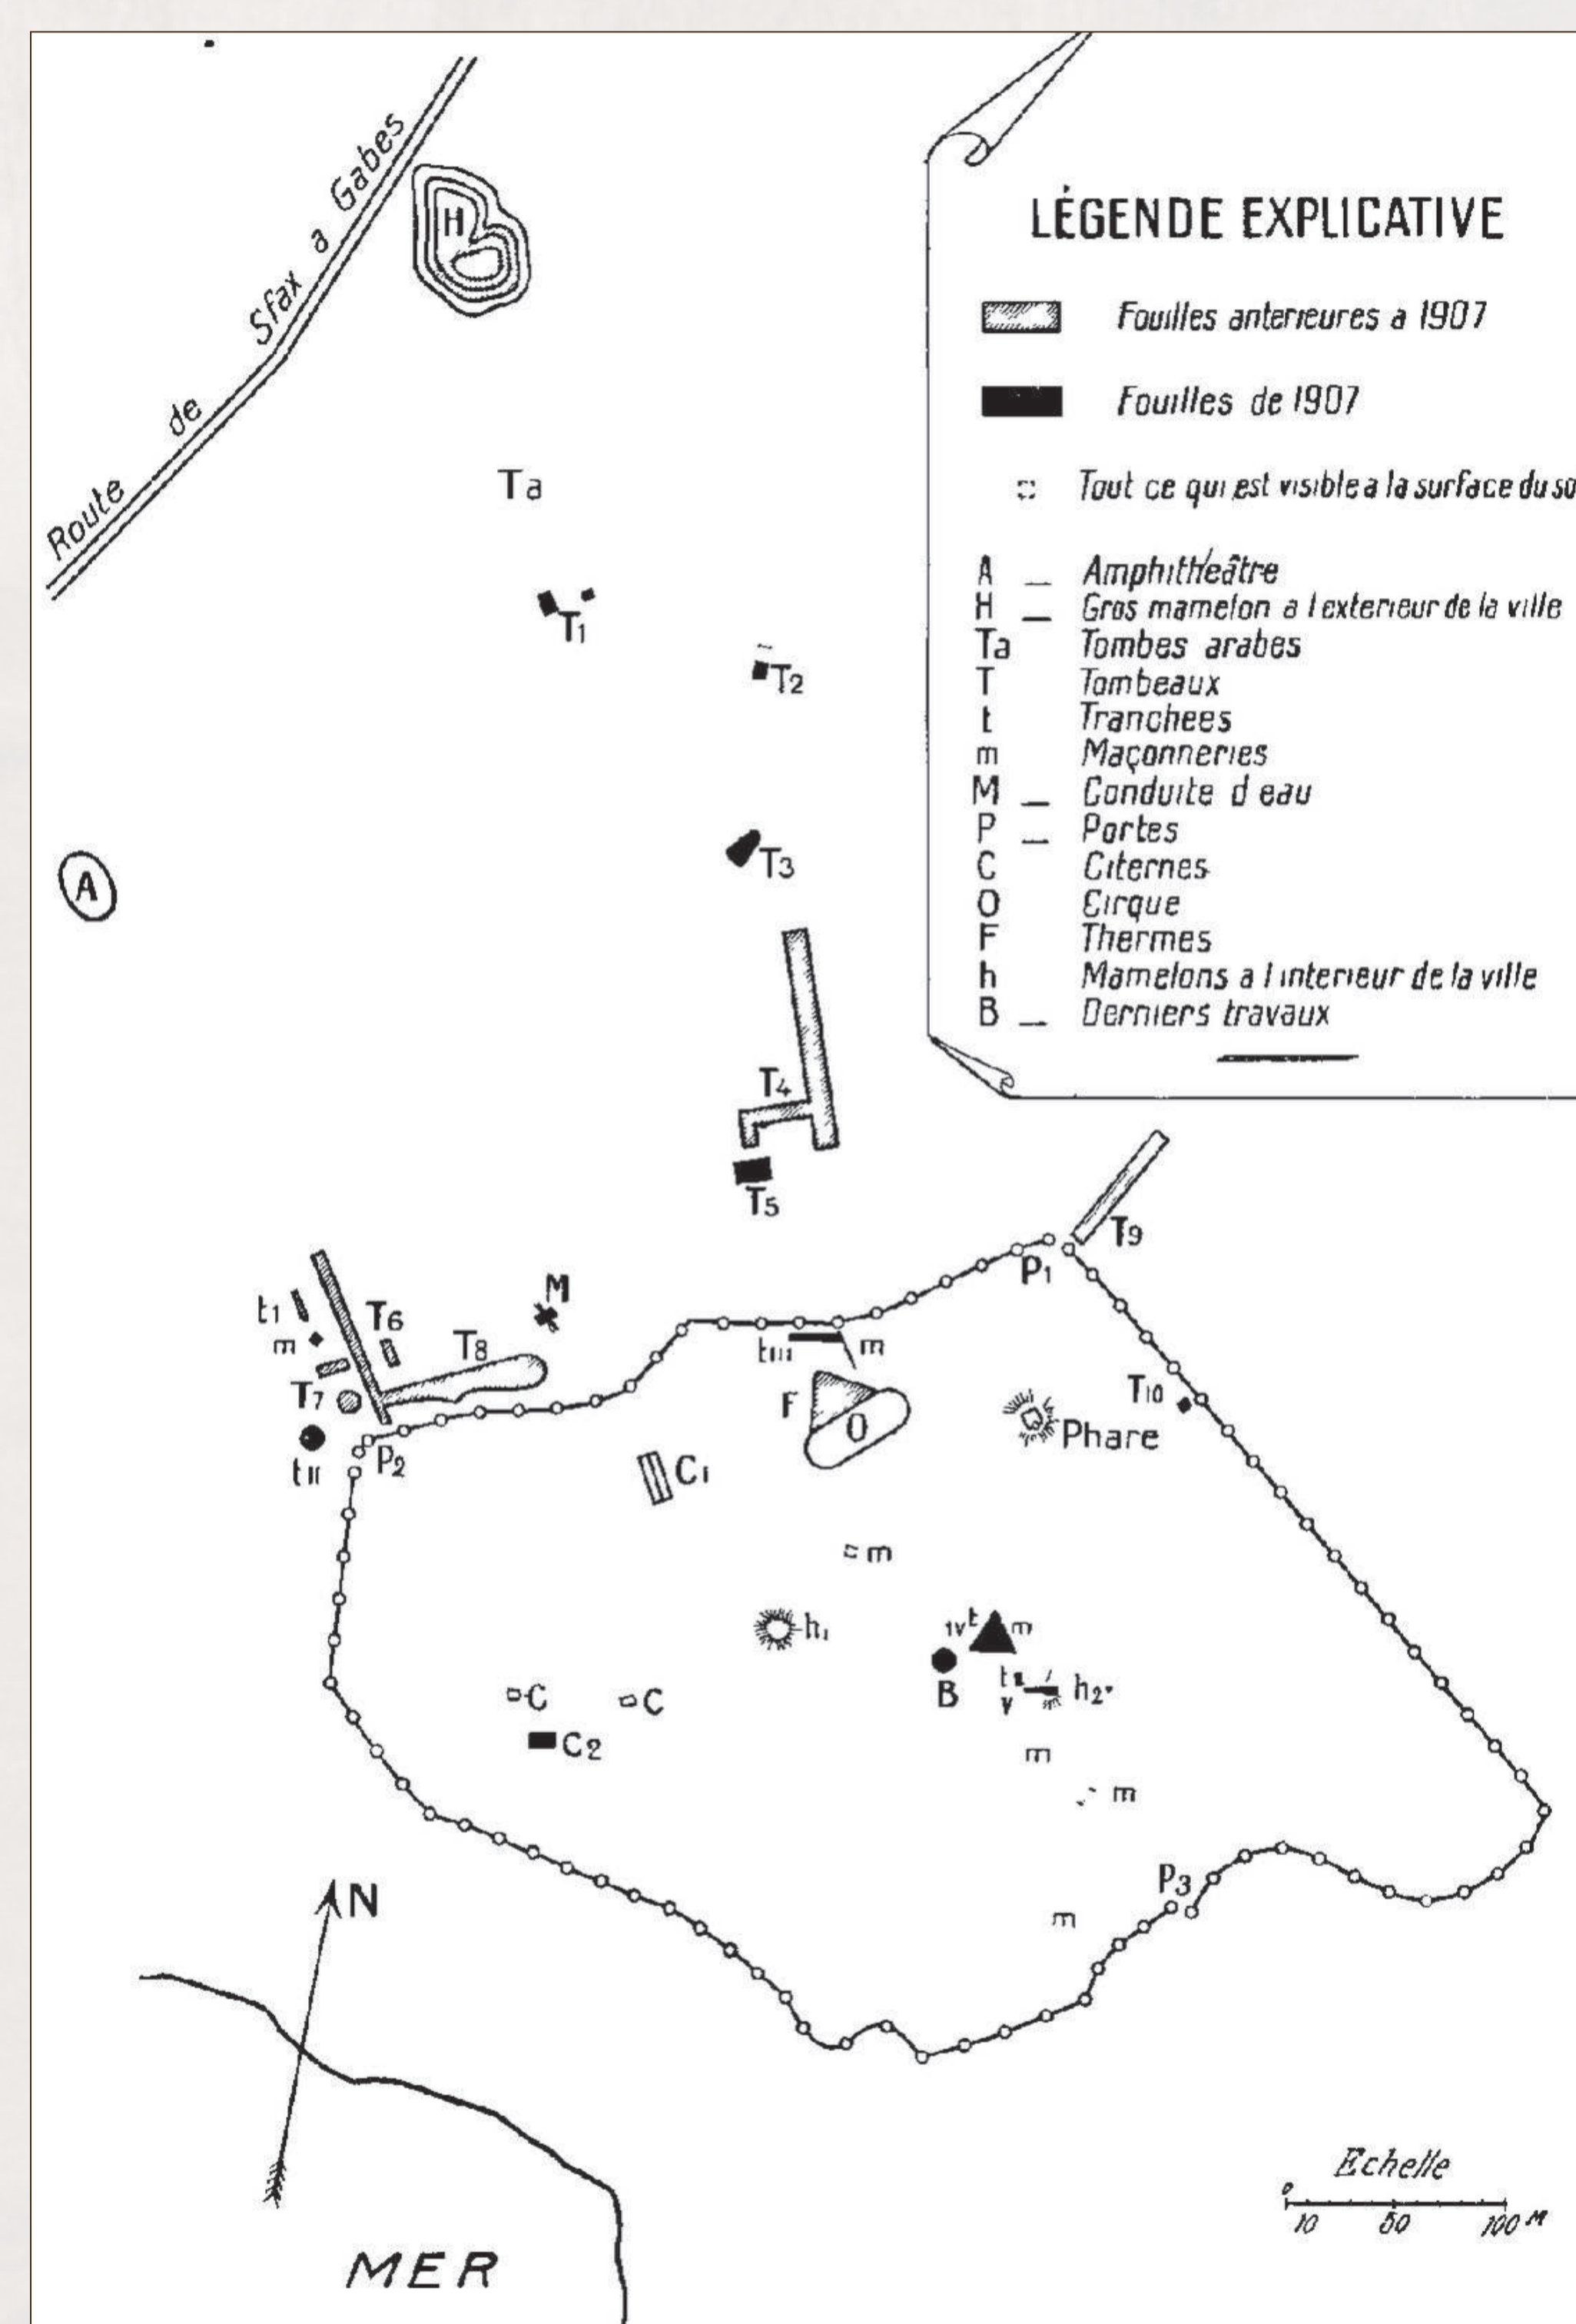 Route de Sfax a Gabes
H
LÉGENDE EXPLICATIVE
Fouilles anterieures a 1907
Fouilles de 1907
Tout ce qui est visible a la surface du so
A _ Amphithéâtre
H _ Gros mamelon a l exterieur de la ville
Ta Tombes arabes
T Tombeaux
t Tranchees
m Maçonneries
M _ Conduite d eau
P _ Portes
C Citernes
O Cirque
F Thermes
h Mamelons a l interieur de la ville
B _ Derniers travaux
Ta
T1
T2
T3
A
T4
T5
T9
P1
M
t1
m
T6
T8
T7
tII
P2
tIII
m
F
O
T10
Phare
C1
m
h1
IV t m
B
t V
h2
C
C
C2
m
m
P3
m
N
MER
Echelle
0
10 50 100 M